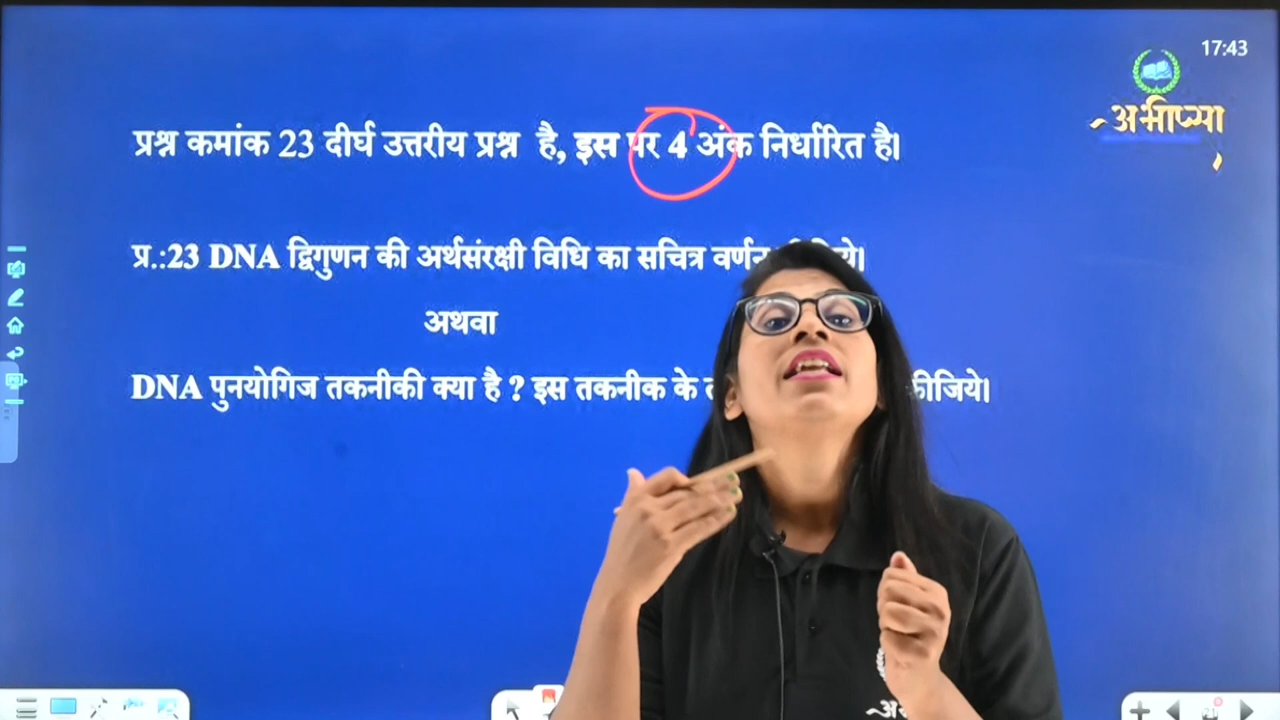 17:43
अभीप्सा
प्रश्न कमांक 23 दीर्घ उत्तरीय प्रश्न है, इस पर 4 अंक निर्धारित है।
प्र.:23 DNA द्विगुणन की अर्थसंरक्षी विधि का सचित्र वर्णन
अथवा
DNA पुनयोगिज तकनीकी क्या है ? इस तकनीक के